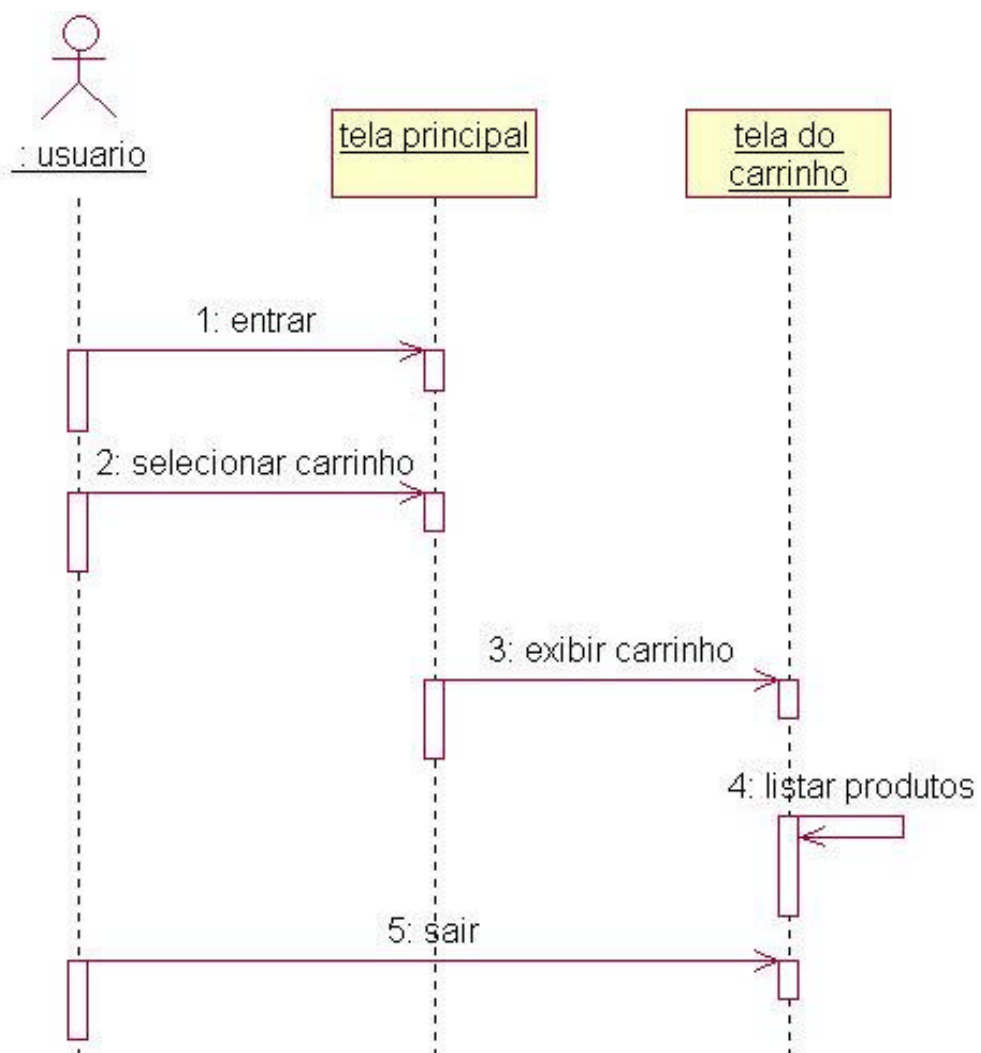 : usuario
tela principal
tela do
carrinho
1: entrar
2: selecionar carrinho
3: exibir carrinho
4: listar produtos
5: sair